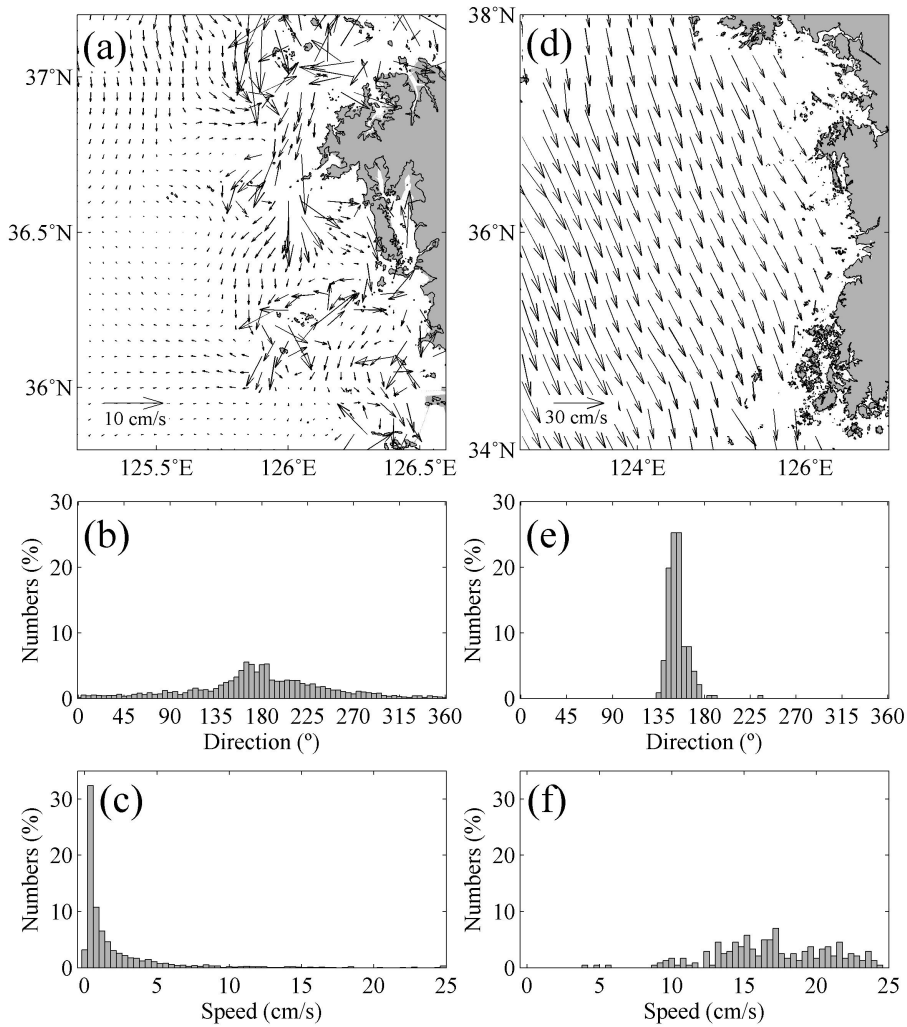 (a)
37°N
36.5°N
36°N
10 cm/s
125.5°E 126°E 126.5°E
(d)
38°N
36°N
34°N
30 cm/s
124°E 126°E
(b)
Numbers (%)
30
20
10
0
0 45 90 135 180 225 270 315 360
Direction (º)
(e)
Numbers (%)
30
20
10
0
0 45 90 135 180 225 270 315 360
Direction (º)
(c)
Numbers (%)
30
20
10
0
0 5 10 15 20 25
Speed (cm/s)
(f)
Numbers (%)
30
20
10
0
0 5 10 15 20 25
Speed (cm/s)